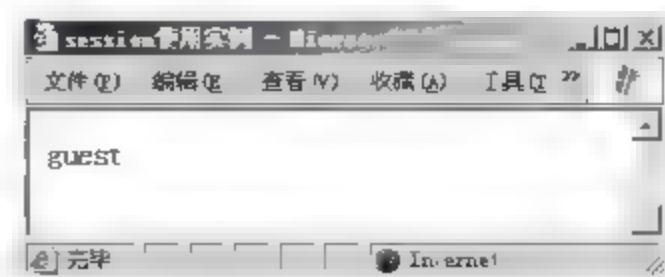 session使用实例 -
文件(F) 编辑(E 查看(V) 收藏(A) 工具(T »
guest
完毕 Internet